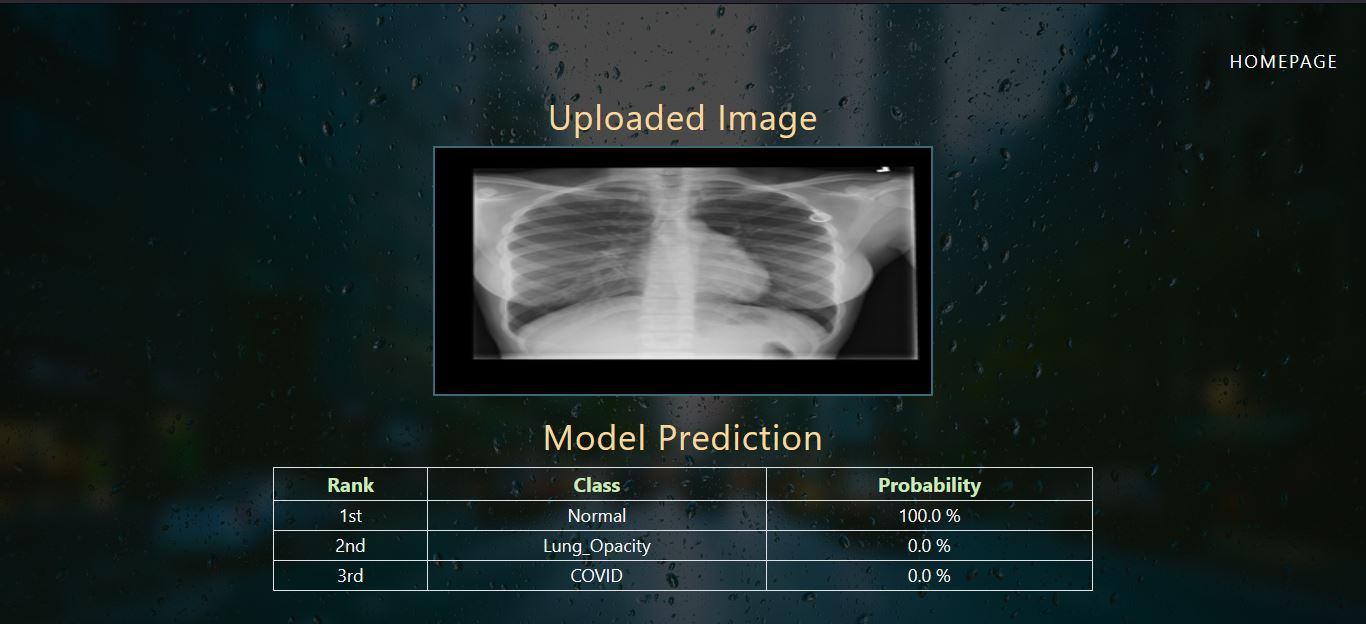 HOMEPAGE
Uploaded Image
Model Prediction
Rank Class Probability
1st Normal 100.0 %
2nd Lung_Opacity 0.0 %
3rd COVID 0.0 %